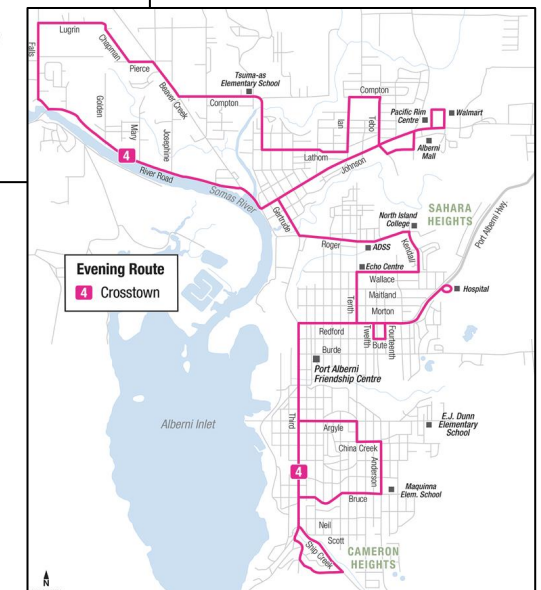 Lugrin
Falls
Chapman
Pierce
Beaver Creek
Tsuma-as
Elementary School
Compton
Compton
Golden
Mary
Josephine
Ian
Tebo
Pacific Rim
Centre
Walmart
Alberni
Mall
4
River Road
Somas River
Lathom
Johnson
Gertrude
North Island
College
SAHARA
HEIGHTS
Port Alberni Hwy.
Roger
ADSS
Kendall
Echo Centre
Wallace
Evening Route
4 Crosstown
Maitland
Hospital
Tenth
Morton
Redford
Twelfth
Bute
Fourteenth
Burde
Port Alberni
Friendship Centre
Alberni Inlet
Third
Argyle
E.J. Dunn
Elementary
School
China Creek
Anderson
4
Maquinna
Elem. School
Bruce
Neil
Scott
Ship Creek
CAMERON
HEIGHTS
N